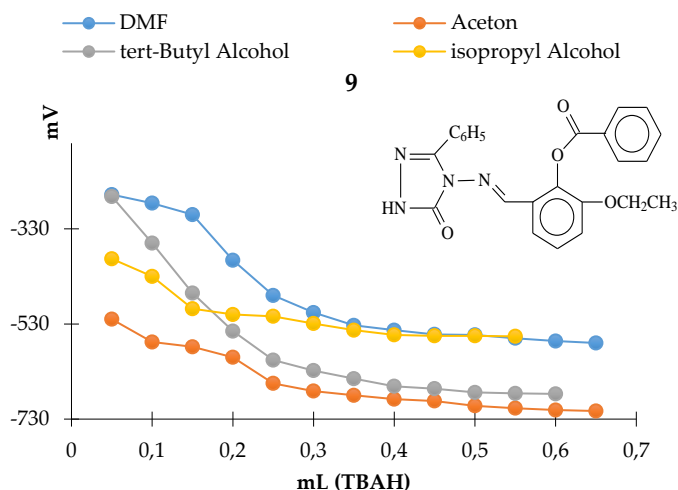 DMF
Aceton
tert-Butyl Alcohol
isopropyl Alcohol
9
mV
O
C6H5
N
O
N
N
OCH2CH3
HN
O
-330
-530
-730
0
0,1
0,2
0,3
0,4
0,5
0,6
0,7
mL (TBAH)